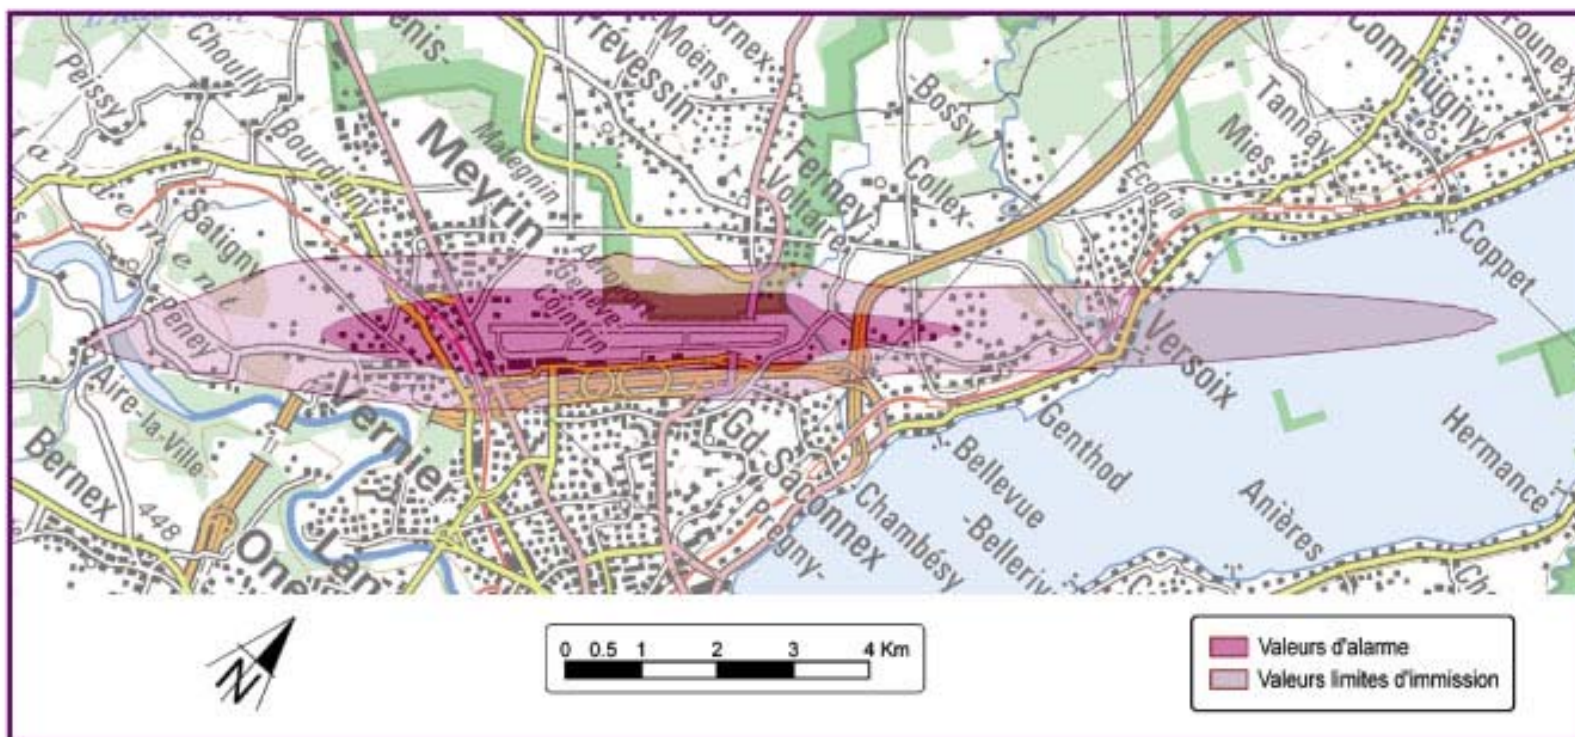 Choully
Peissy
Bourdigny
Satigny
Peney
Aire-la-Ville
Bernex
448
Vernier
Meyrin
Mategnin
Aéroport
Genève-
Cointrin
Prévessin
Moëns
Ornex-
Ferney-
Voltaire
-Bossy
Collex-
Ecogia
Mies
Tannay
Commugny
Founex
Coppet
Versoix
Genthod
Bellevue
Chambésy
Pregny-
Gd-Saconnex
Anières
Hermance
N
0 0.5 1 2 3 4 Km
Valeurs d'alarme
Valeurs limites d'immission